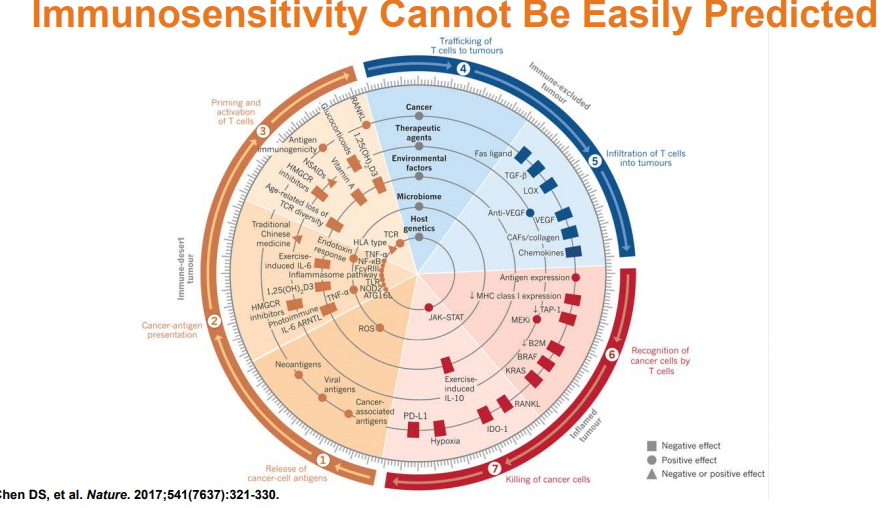 Immunosensitivity Cannot Be Easily Predicted
Trafficking of
T cells to tumours
4
Immune-excluded
tumour
5
Infiltration of T cells
into tumours
Priming and
activation
of T cells
3
Immune-desert
tumour
Cancer-antigen
presentation
2
1
Release of
cancer-cell antigens
6
Recognition of
cancer cells by
T cells
Inflamed
tumour
7
Killing of cancer cells
Cancer
Therapeutic
agents
Environmental
factors
Microbiome
Host
genetics
RANKL
Glucocorticoids
1,25(OH)2D3
Antigen
immunogenicity
NSAIDs
Vitamin A
HMGCR
inhibitors
Age-related loss of
TCR diversity
Traditional
Chinese
medicine
Endotoxin
response
HLA type
TCR
TNF-α
NF-κB
FcγRIII
Exercise-
induced IL-6
Inflammasome pathway
TLR
NOD2
ATG16L
1,25(OH)2D3
TNF-α
HMGCR
inhibitors
Photoimmune
IL-6 ARNTL
ROS
Neoantigens
Viral
antigens
Cancer-
associated
antigens
Fas ligand
TGF-β
LOX
Anti-VEGF
VEGF
CAFs/collagen
Chemokines
Antigen expression
↓MHC class I expression
↓TAP-1
MEKi
↓B2M
BRAF
KRAS
JAK–STAT
Exercise-
induced
IL-10
RANKL
IDO-1
PD-L1
Hypoxia
Negative effect
Positive effect
Negative or positive effect
Chen DS, et al. Nature. 2017;541(7637):321-330.